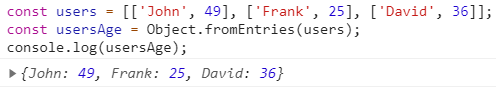 const users = [['John', 49], ['Frank', 25], ['David', 36]];
const usersAge = Object.fromEntries(users);
console.log(usersAge);
▶{John: 49, Frank: 25, David: 36}